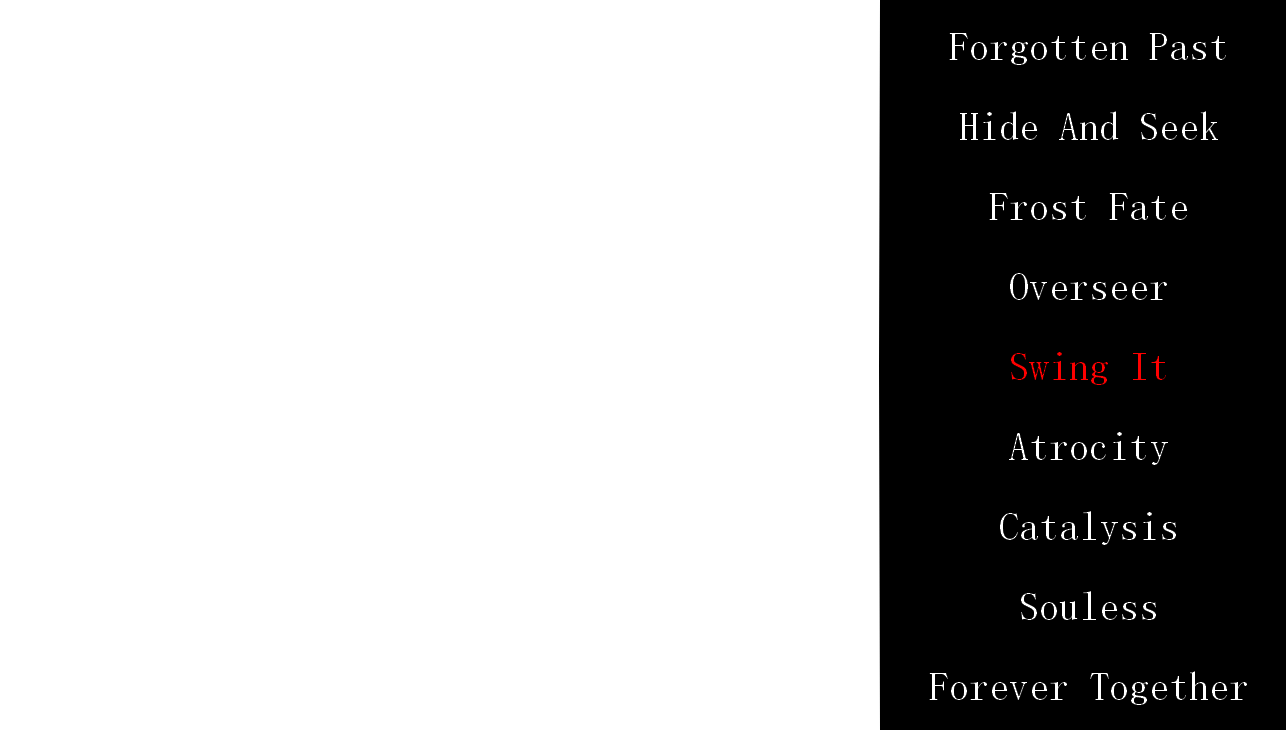 Forgotten Past
Hide And Seek
Frost Fate
Overseer
Swing It
Atrocity
Catalysis
Souless
Forever Together